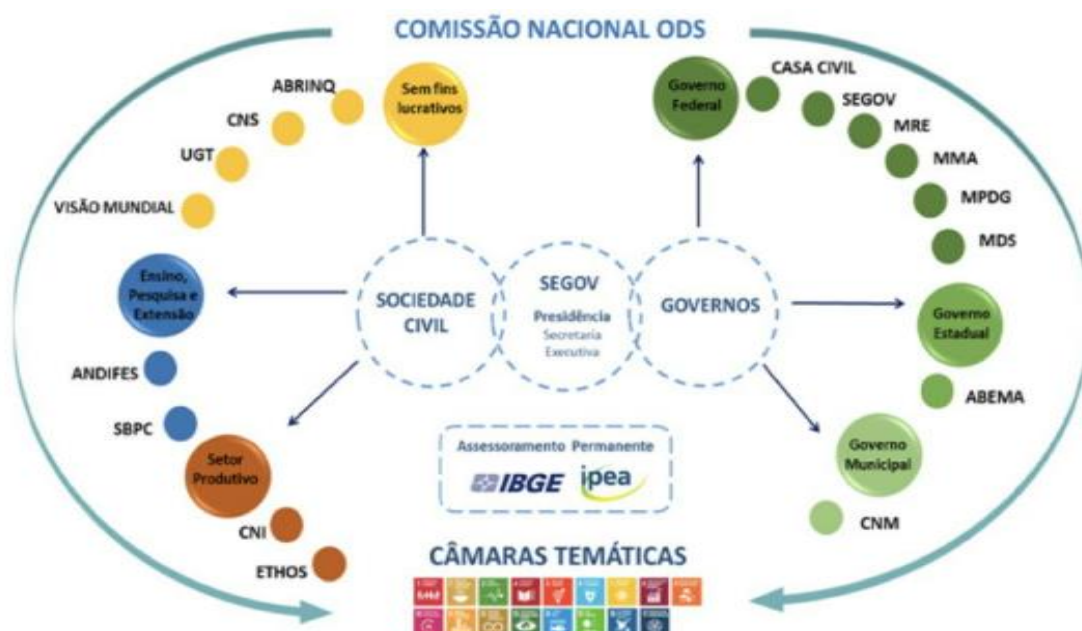 COMISSÃO NACIONAL ODS
Sem fins
lucrativos
ABRINQ
CNS
UGT
VISÃO MUNDIAL
Ensino,
Pesquisa e
Extensão
ANDIFES
SBPC
Setor
Produtivo
CNI
ETHOS
SOCIEDADE
CIVIL
SEGOV
Presidência
Secretaria
Executiva
GOVERNOS
Governo
Federal
CASA CIVIL
SEGOV
MRE
MMA
MPDG
MDS
Governo
Estadual
ABEMA
Governo
Municipal
CNM
Assessoramento Permanente
IBGE
ipea
CÂMARAS TEMÁTICAS